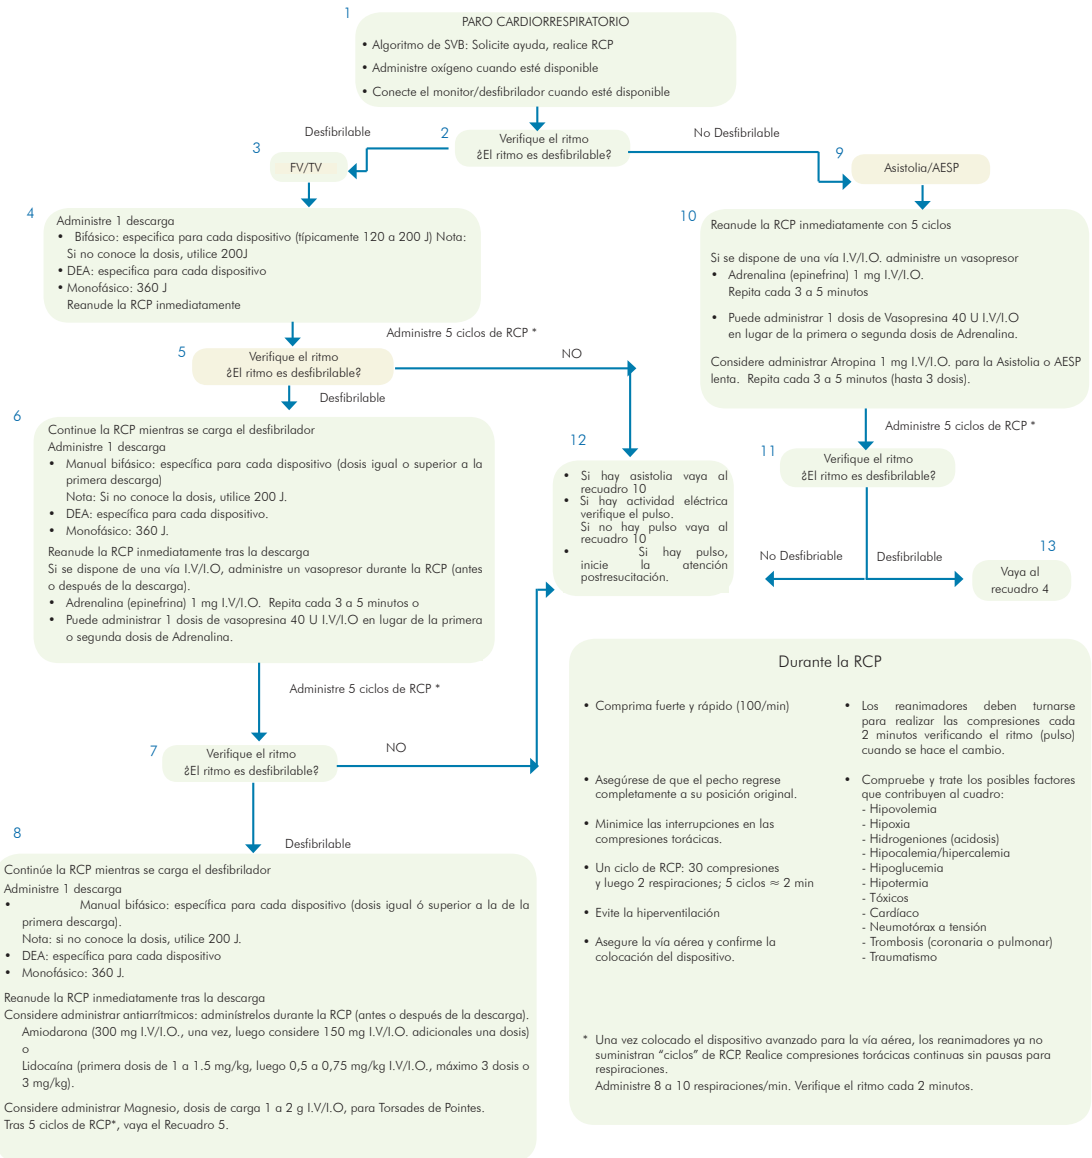 1
PARO CARDIORRESPIRATORIO
• Algoritmo de SVB: Solicite ayuda, realice RCP
• Administre oxígeno cuando esté disponible
• Conecte el monitor/desfibrilador cuando esté disponible
Desfibrilable
2
Verifique el ritmo
¿El ritmo es desfibrilable?
No Desfibrilable
3
FV/TV
9
Asistolia/AESP
4
Administre 1 descarga
• Bifásico: especifica para cada dispositivo (típicamente 120 a 200 J) Nota:
Si no conoce la dosis, utilice 200J
• DEA: especifica para cada dispositivo
• Monofásico: 360 J
Reanude la RCP inmediatamente
10
Reanude la RCP inmediatamente con 5 ciclos
Si se dispone de una vía I.V/I.O. administre un vasopresor
• Adrenalina (epinefrina) 1 mg I.V/I.O.
Repita cada 3 a 5 minutos
• Puede administrar 1 dosis de Vasopresina 40 U I.V/I.O
en lugar de la primera o segunda dosis de Adrenalina.
Considere administrar Atropina 1 mg I.V/I.O. para la Asistolia o AESP
lenta. Repita cada 3 a 5 minutos (hasta 3 dosis).
Administre 5 ciclos de RCP *
5
Verifique el ritmo
¿El ritmo es desfibrilable?
NO
Desfibrilable
6
Continue la RCP mientras se carga el desfibrilador
Administre 1 descarga
• Manual bifásico: específica para cada dispositivo (dosis igual o superior a la
primera descarga)
Nota: Si no conoce la dosis, utilice 200 J.
• DEA: específica para cada dispositivo.
• Monofásico: 360 J.
Reanude la RCP inmediatamente tras la descarga
Si se dispone de una vía I.V/I.O, administre un vasopresor durante la RCP (antes
o después de la descarga).
• Adrenalina (epinefrina) 1 mg I.V/I.O. Repita cada 3 a 5 minutos o
• Puede administrar 1 dosis de vasopresina 40 U I.V/I.O en lugar de la primera
o segunda dosis de Adrenalina.
12
• Si hay asistolia vaya al
recuadro 10
• Si hay actividad eléctrica
verifique el pulso.
Si no hay pulso vaya al
recuadro 10
• Si hay pulso,
inicie la atención
postresucitación.
Administre 5 ciclos de RCP *
11
Verifique el ritmo
¿El ritmo es desfibrilable?
No Desfibriable
Desfibrilable
13
Vaya al
recuadro 4
Administre 5 ciclos de RCP *
7
Verifique el ritmo
¿El ritmo es desfibrilable?
NO
Desfibrilable
8
Continúe la RCP mientras se carga el desfibrilador
Administre 1 descarga
• Manual bifásico: específica para cada dispositivo (dosis igual ó superior a la de la
primera descarga).
Nota: si no conoce la dosis, utilice 200 J.
• DEA: específica para cada dispositivo
• Monofásico: 360 J.
Reanude la RCP inmediatamente tras la descarga
Considere administrar antiarrítmicos: adminístrelos durante la RCP (antes o después de la descarga).
Amiodarona (300 mg I.V/I.O., una vez, luego considere 150 mg I.V/I.O. adicionales una dosis)
o
Lidocaína (primera dosis de 1 a 1.5 mg/kg, luego 0,5 a 0,75 mg/kg I.V/I.O., máximo 3 dosis o
3 mg/kg).
Considere administrar Magnesio, dosis de carga 1 a 2 g I.V/I.O, para Torsades de Pointes.
Tras 5 ciclos de RCP*, vaya el Recuadro 5.
Durante la RCP
• Comprima fuerte y rápido (100/min)
• Asegúrese de que el pecho regrese
completamente a su posición original.
• Minimice las interrupciones en las
compresiones torácicas.
• Un ciclo de RCP: 30 compresiones
y luego 2 respiraciones; 5 ciclos ≈ 2 min
• Evite la hiperventilación
• Asegure la vía aérea y confirme la
colocación del dispositivo.
• Los reanimadores deben turnarse
para realizar las compresiones cada
2 minutos verificando el ritmo (pulso)
cuando se hace el cambio.
• Compruebe y trate los posibles factores
que contribuyen al cuadro:
- Hipovolemia
- Hipoxia
- Hidrogeniones (acidosis)
- Hipocalemia/hipercalemia
- Hipoglucemia
- Hipotermia
- Tóxicos
- Cardíaco
- Neumotórax a tensión
- Trombosis (coronaria o pulmonar)
- Traumatismo
* Una vez colocado el dispositivo avanzado para la vía aérea, los reanimadores ya no
suministran "ciclos" de RCP. Realice compresiones torácicas continuas sin pausas para
respiraciones.
Administre 8 a 10 respiraciones/min. Verifique el ritmo cada 2 minutos.